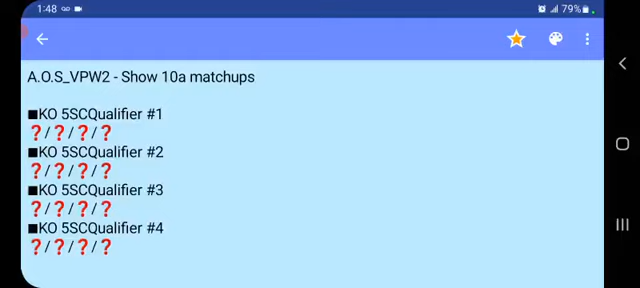 1:48
79%
A.O.S_VPW2 - Show 10a matchups
■KO 5SCQualifier #1
❓/❓/❓/❓
■KO 5SCQualifier #2
❓/❓/❓/❓
■KO 5SCQualifier #3
❓/❓/❓/❓
■KO 5SCQualifier #4
❓/❓/❓/❓